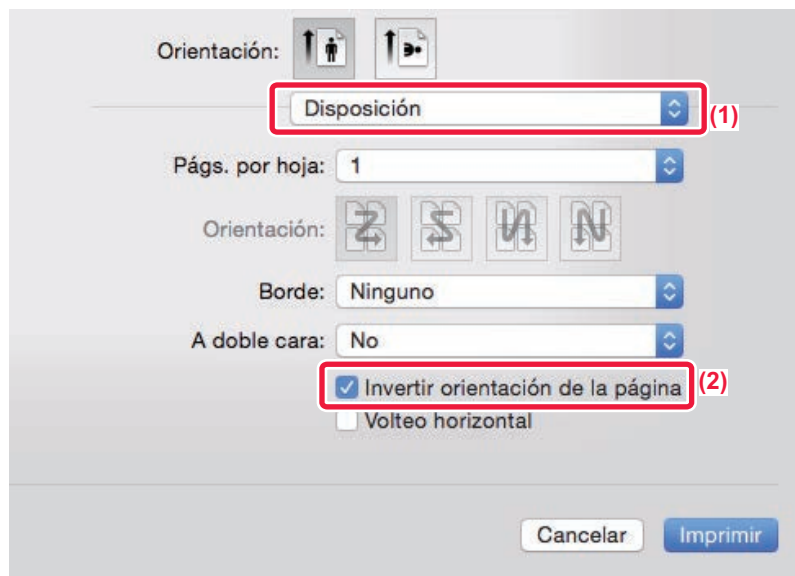 Orientación:
Disposición (1)
Págs. por hoja: 1
Orientación:
Borde: Ninguno
A doble cara: No
Invertir orientación de la página (2)
Volteo horizontal
Cancelar Imprimir